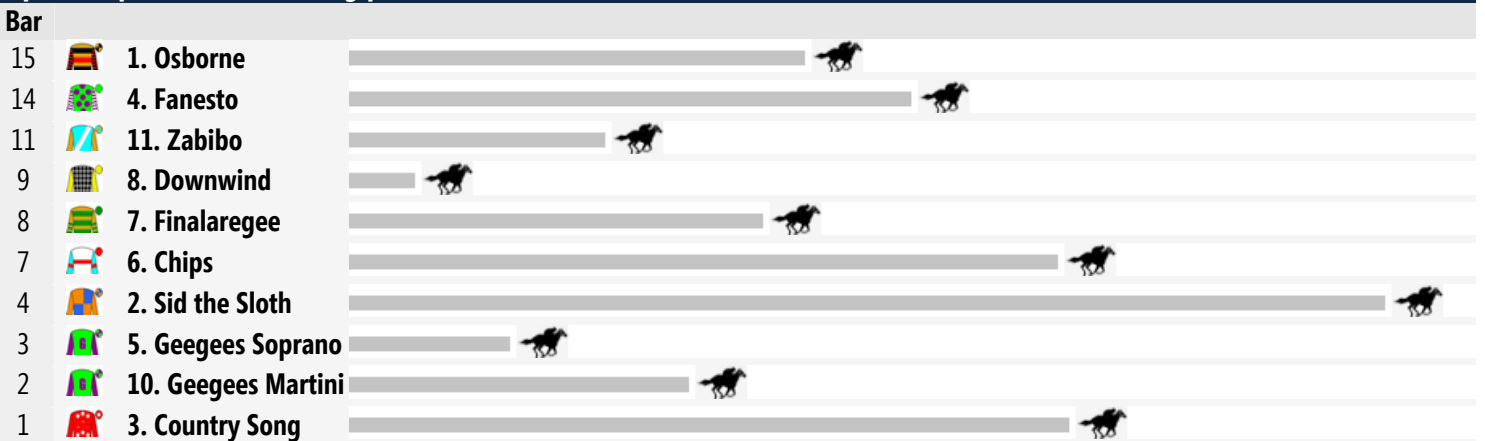 Bar
15 1. Osborne
14 4. Fanesto
11 11. Zabibo
9 8. Downwind
8 7. Finalaregee
7 6. Chips
4 2. Sid the Sloth
3 G 5. Geegees Soprano
2 G 10. Geegees Martini
1 3. Country Song